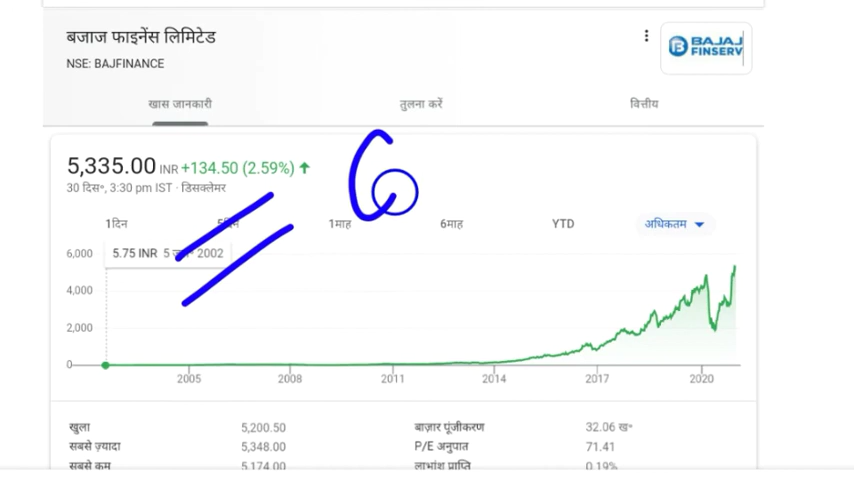 बजाज फाइनेंस लिमिटेड
NSE: BAJFINANCE
BAJAJ
FINSERV
खास जानकारी तुलना करें वित्तीय
5,335.00 INR +134.50 (2.59%) ↑
6
30 दिस॰, 3:30 pm IST · डिसक्लेमर
1दिन 5दिन 1माह 6माह YTD अधिकतम
5.75 INR 5 2002
6,000
4,000
2,000
0
2005 2008 2011 2014 2017 2020
खुला 5,200.50 बाज़ार पूंजीकरण 32.06 ख॰
सबसे ज़्यादा 5,348.00 P/E अनुपात 71.41
सबसे कम 5,174.00 लाभांश प्राप्ति 0.19%